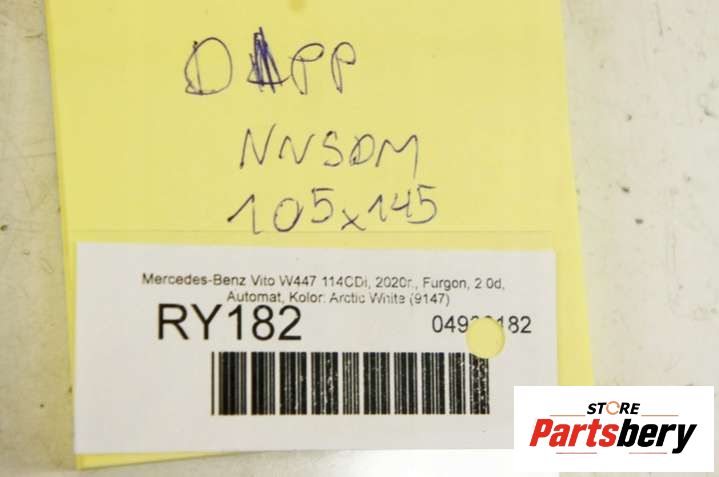 DAPP
NNSDM
105x145
Mercedes-Benz Vito W447 114CDi, 2020r., Furgon, 2.0d,
Automat, Kolor: Arctic White (9147)
RY182
STORE
Partsbery